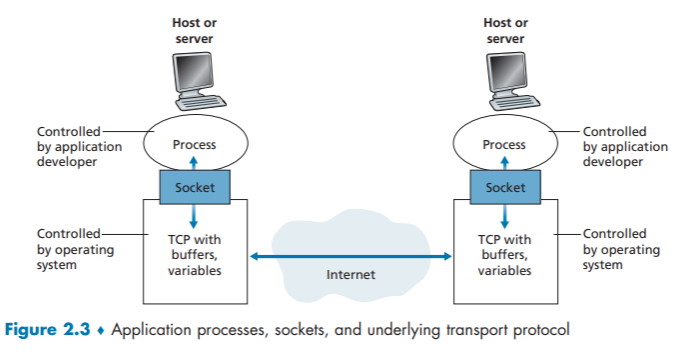 Host or
server
Host or
server
Controlled
by application
developer
Process
Process
Controlled
by application
developer
Socket
Socket
Controlled
by operating
system
TCP with
buffers,
variables
Internet
TCP with
buffers,
variables
Controlled
by operating
system
Figure 2.3 ♦ Application processes, sockets, and underlying transport protocol